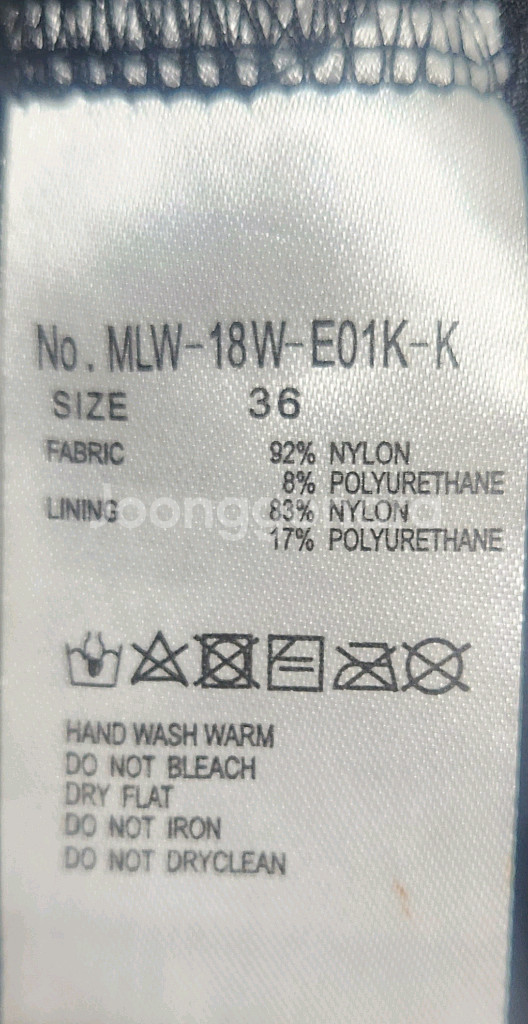 No. MLW-18W-E01K-K
SIZE 36
FABRIC 92% NYLON
8% POLYURETHANE
LINING 83% NYLON
17% POLYURETHANE
HAND WASH WARM
DO NOT BLEACH
DRY FLAT
DO NOT IRON
DO NOT DRYCLEAN